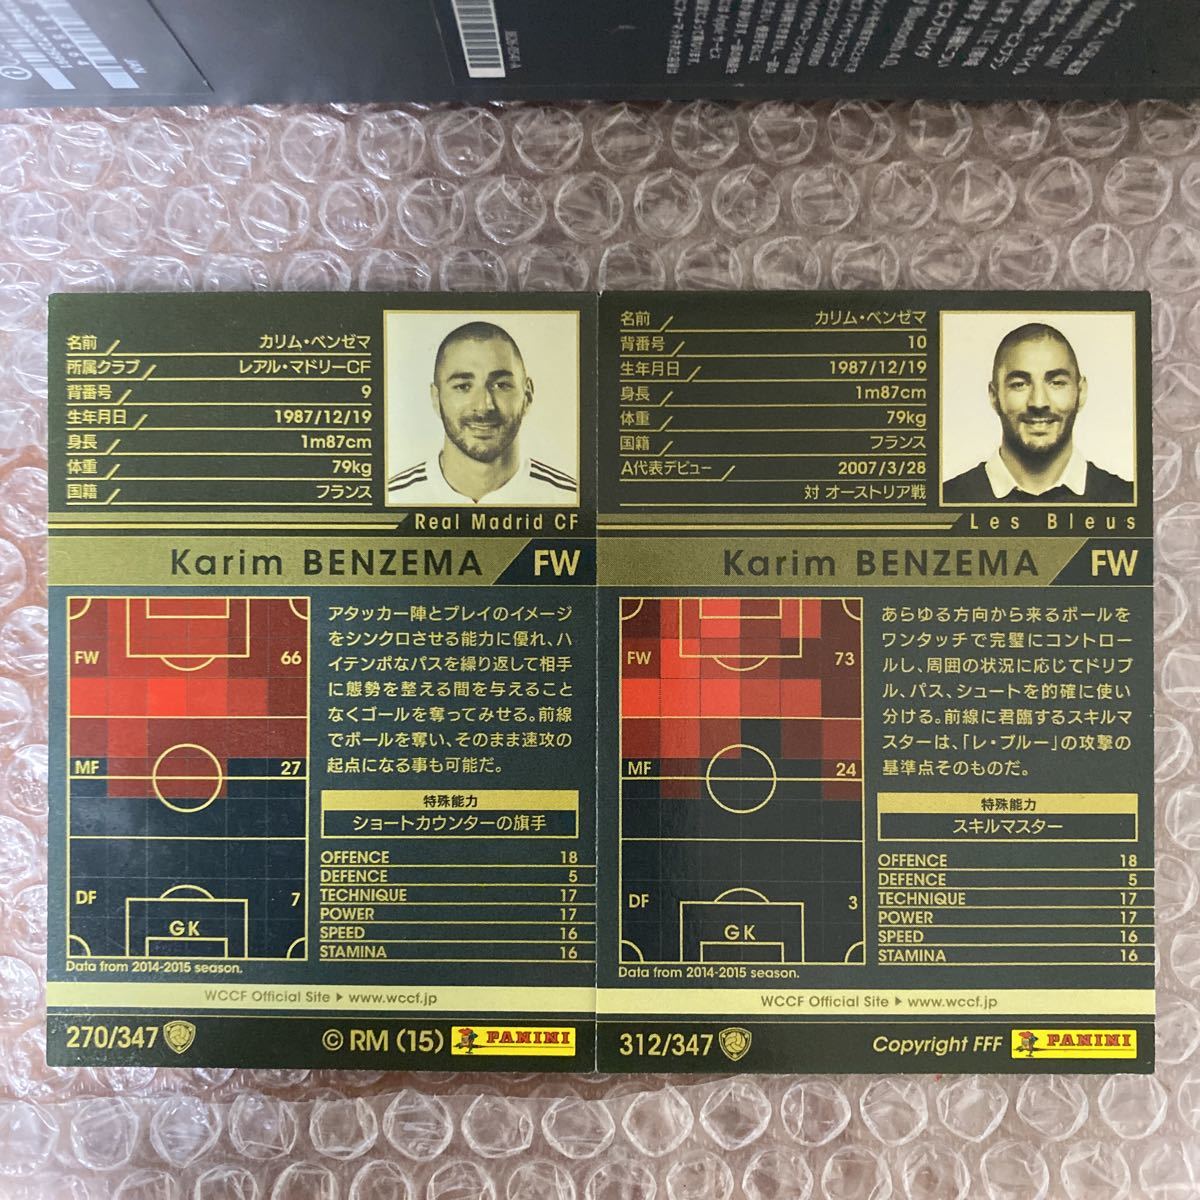 名前 カリム・ベンゼマ
所属クラブ レアル・マドリーCF
背番号 9
生年月日 1987/12/19
身長 1m87cm
体重 79kg
国籍 フランス
Real Madrid CF
Karim BENZEMA FW
FW 66
MF 27
DF 7
GK
アタッカー陣とプレイのイメージ
をシンクロさせる能力に優れ、ハ
イテンポなパスを繰り返して相手
に態勢を整える間を与えること
なくゴールを奪ってみせる。前線
でボールを奪い、そのまま速攻の
起点になる事も可能だ。
特殊能力
ショートカウンターの旗手
OFFENCE 18
DEFENCE 5
TECHNIQUE 17
POWER 17
SPEED 16
STAMINA 16
Data from 2014-2015 season.
WCCF Official Site ▶ www.wccf.jp
270/347 © RM (15) PANINI
名前 カリム・ベンゼマ
背番号 10
生年月日 1987/12/19
身長 1m87cm
体重 79kg
国籍 フランス
A代表デビュー 2007/3/28
対 オーストリア戦
Les Bleus
Karim BENZEMA FW
FW 73
MF 24
DF 3
GK
あらゆる方向から来るボールを
ワンタッチで完璧にコントロー
ルし、周囲の状況に応じてドリブ
ル、パス、シュートを的確に使い
分ける。前線に君臨するスキルマ
スターは、「レ・ブルー」の攻撃の
基準点そのものだ。
特殊能力
スキルマスター
OFFENCE 18
DEFENCE 5
TECHNIQUE 17
POWER 17
SPEED 16
STAMINA 16
Data from 2014-2015 season.
WCCF Official Site ▶ www.wccf.jp
312/347 Copyright FFF PANINI